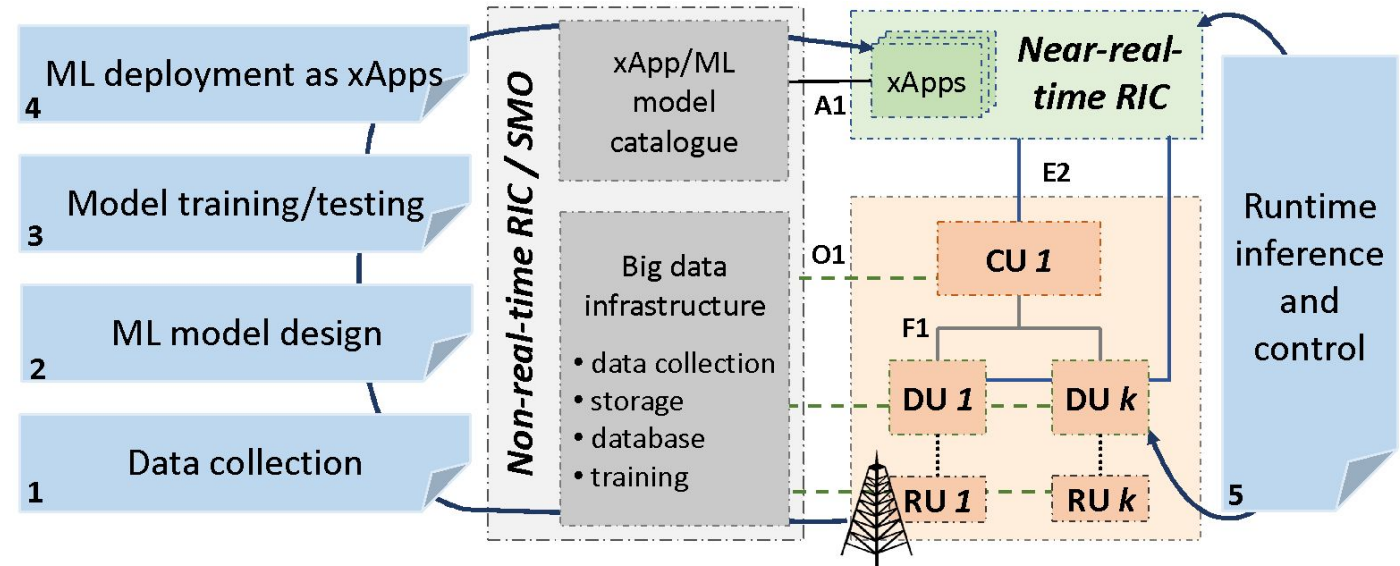 ML deployment as xApps
4
Model training/testing
3
ML model design
2
Data collection
1
Non-real-time RIC / SMO
xApp/ML
model
catalogue
Big data
infrastructure
• data collection
• storage
• database
• training
A1
O1
xApps
Near-real-
time RIC
E2
CU 1
F1
DU 1
DU k
RU 1
RU k
Runtime
inference
and
control
5